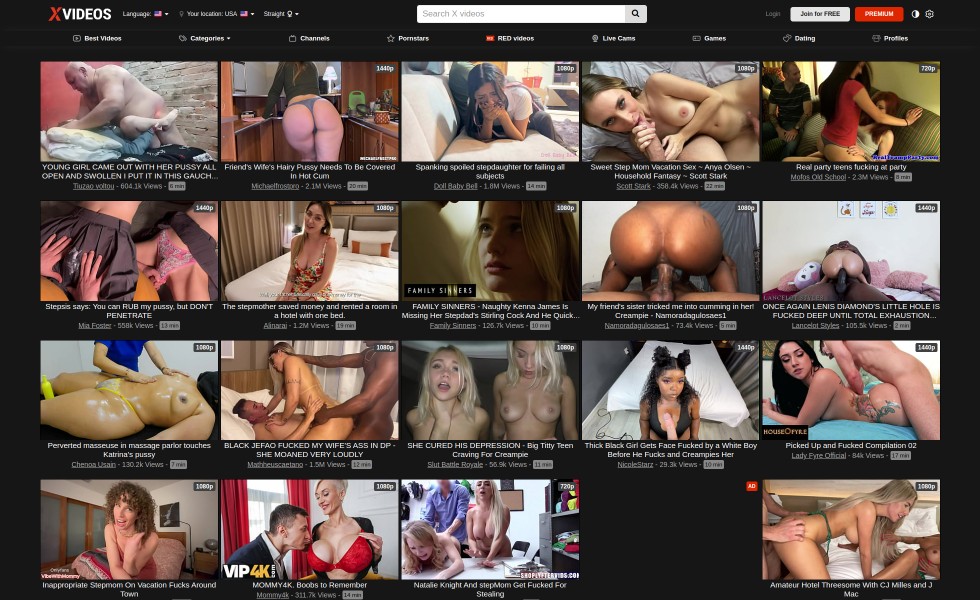 XVIDEOS
Language:
Your location: USA
Straight
Search X videos
Login
Join for FREE
PREMIUM
Best Videos
Categories
Channels
Pornstars
RED videos
Live Cams
Games
Dating
Profiles
YOUNG GIRL CAME OUT WITH HER PUSSY ALL
OPEN AND SWOLLEN I PUT IT IN THIS GAUCH...
Tiuzao voltou - 604.1k Views - 6 min
1440p
MICHAELFROSTPRO
Friend's Wife's Hairy Pussy Needs To Be Covered
In Hot Cum
Michaelfrostpro - 2.1M Views - 20 min
1080p
Doll Baby Bell
Spanking spoiled stepdaughter for failing all
subjects
Doll Baby Bell - 1.8M Views - 14 min
1080p
Sweet Step Mom Vacation Sex ~ Anya Olsen ~
Household Fantasy ~ Scott Stark
Scott Stark - 358.4k Views - 22 min
720p
Real party teens fucking at party
Mofos Old School - 2.3M Views - 8 min
1440p
Stepsis says: You can RUB my pussy, but DON'T
PENETRATE
Mia Foster - 558k Views - 13 min
1080p
The stepmother saved money and rented a room in
a hotel with one bed.
Alinarai - 1.2M Views - 19 min
1080p
FAMILY SINNERS
FAMILY SINNERS - Naughty Kenna James Is
Missing Her Stepdad's Stirling Cock And He Quick...
Family Sinners - 126.7k Views - 10 min
1080p
My friend's sister tricked me into cumming in her!
Creampie - Namoradagulosaes1
Namoradagulosaes1 - 73.4k Views - 5 min
1440p
ONCE AGAIN LENIS DIAMOND'S LITTLE HOLE IS
FUCKED DEEP UNTIL TOTAL EXHAUSTION...
Lancelot Styles - 105.5k Views - 2 min
1080p
Perverted masseuse in massage parlor touches
Katrina's pussy
Chenoa Usain - 130.2k Views - 7 min
1080p
BLACK JEFAO FUCKED MY WIFE'S ASS IN DP -
SHE MOANED VERY LOUDLY
Matheuscaetano - 1.5M Views - 12 min
1080p
SHE CURED HIS DEPRESSION - Big Titty Teen
Craving For Creampie
Slut Battle Royale - 56.9k Views - 11 min
1440p
Thick Black Girl Gets Face Fucked by a White Boy
Before He Fucks and Creampies Her
NicoleStarz - 29.3k Views - 10 min
1440p
HOUSE O'FYRE
Picked Up and Fucked Compilation 02
Lady Fyre Official - 84k Views - 17 min
1080p
Onlyfans
VibeWithMommy
Inappropriate Stepmom On Vacation Fucks Around
Town
1080p
VIP4K.com
MOMMY4K. Boobs to Remember
Mommy4k - 311.7k Views - 14 min
720p
SHOPLYFTERVIDS.COM
Natalie Knight And stepMom Get Fucked For
Stealing
AD
1080p
Amateur Hotel Threesome With CJ Milles and J
Mac